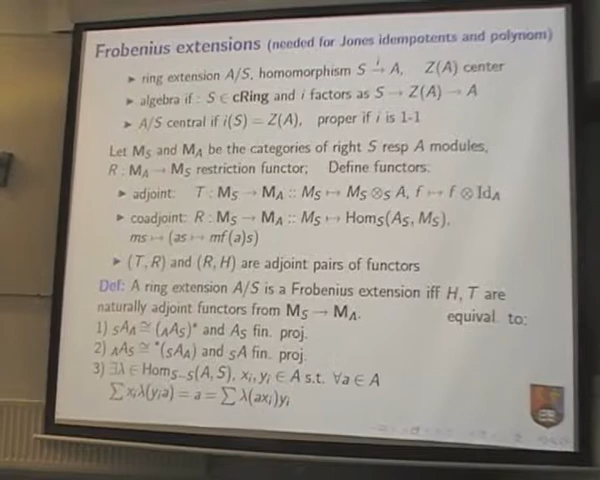 Frobenius extensions (needed for Jones idempotents and polynom)
► ring extension A/S, homomorphism S →ⁱ A, Z(A) center
► algebra if : S ∈ cRing and i factors as S → Z(A) → A
► A/S central if i(S) = Z(A), proper if i is 1-1
Let M_S and M_A be the categories of right S resp A modules,
R : M_A → M_S restriction functor; Define functors:
► adjoint: T : M_S → M_A :: M_S ↦ M_S ⊗_S A, f ↦ f ⊗ Id_A
► coadjoint: R : M_S → M_A :: M_S ↦ Hom_S(A_S, M_S),
ms ↦ (as ↦ mf(a)s)
► (T, R) and (R, H) are adjoint pairs of functors
Def: A ring extension A/S is a Frobenius extension iff H, T are
naturally adjoint functors from M_S → M_A. equival. to:
1) _SA_A ≅ (_AA_S)* and A_S fin. proj.
2) _AA_S ≅ *(_SA_A) and _SA fin. proj.
3) ∃λ ∈ Hom_{S−S}(A, S), x_i, y_i ∈ A s.t. ∀a ∈ A
∑ x_iλ(y_ia) = a = ∑ λ(ax_i)y_i